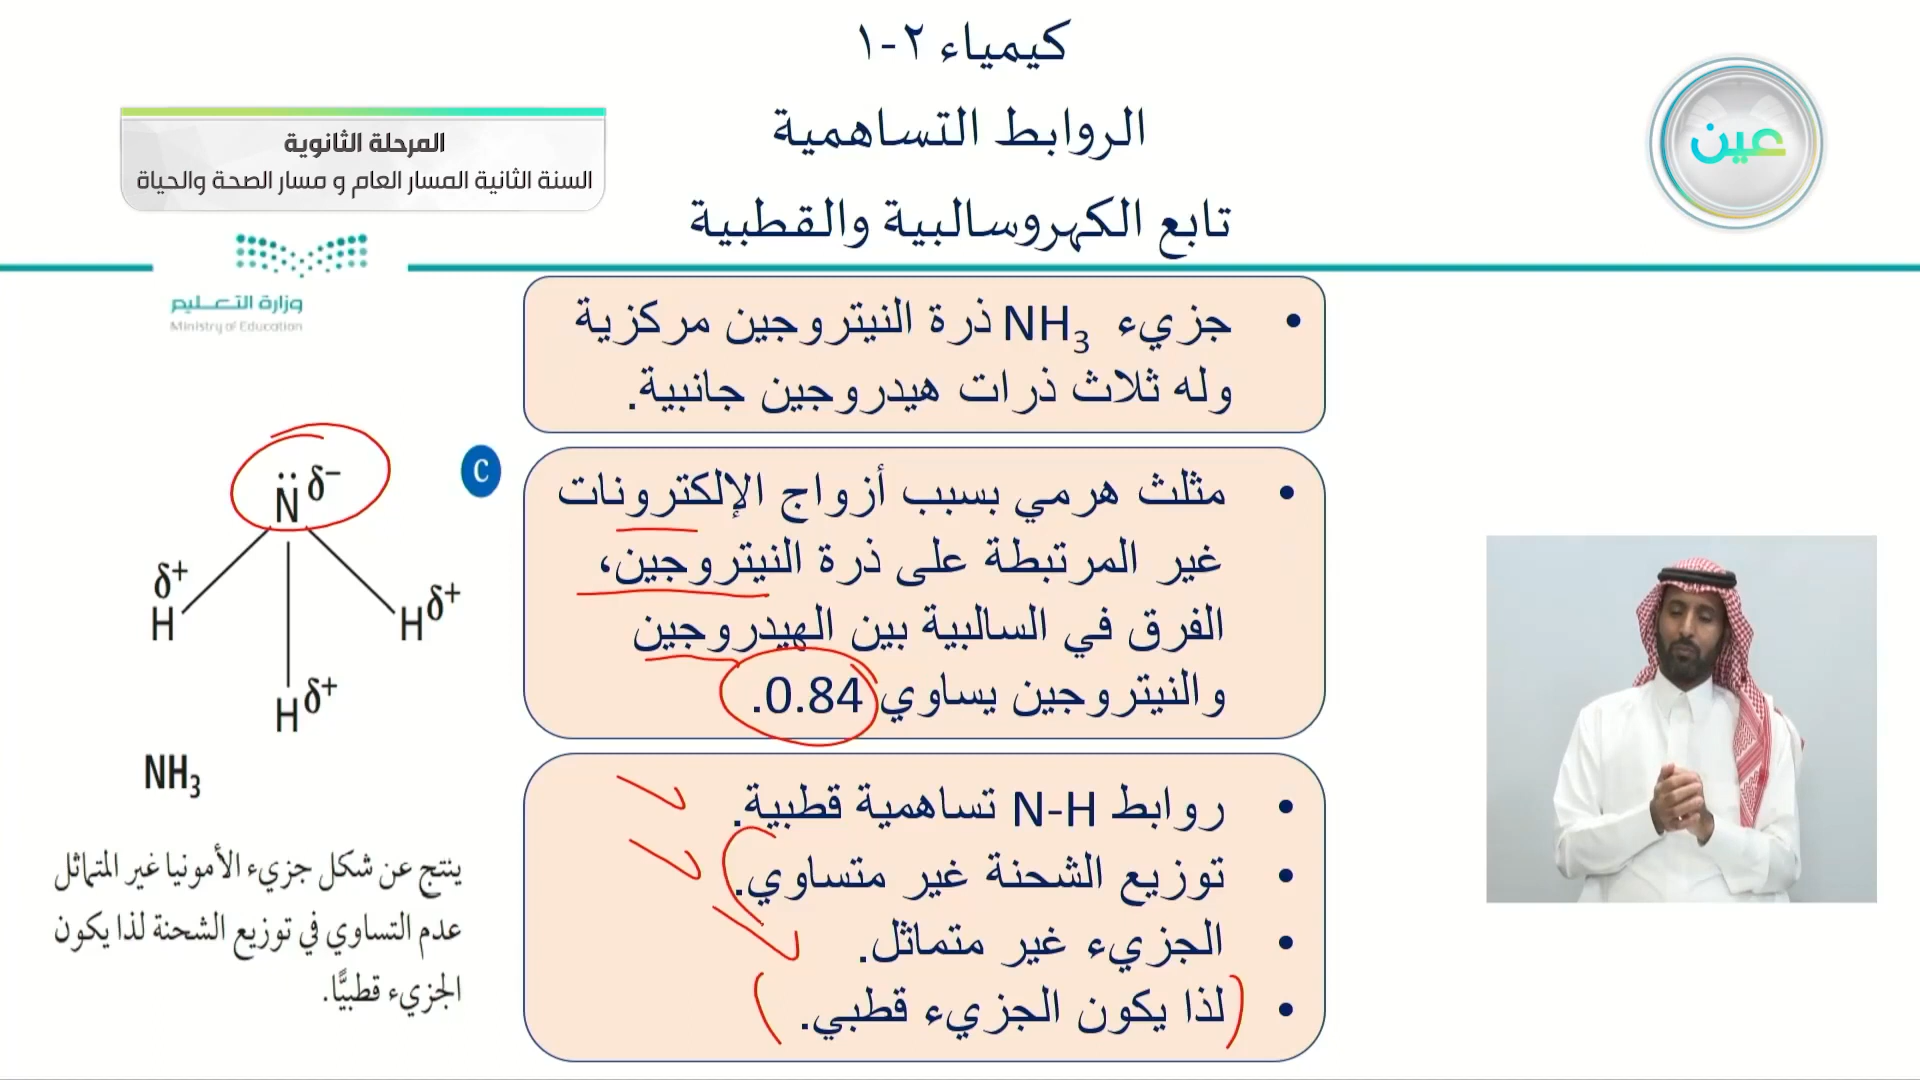 كيمياء ٢-١
الروابط التساهمية
تابع الكهروسالبية والقطبية
المرحلة الثانوية
السنة الثانية المسار العام و مسار الصحة والحياة
عين
وزارة التعليم
Ministry of Education
• جزيء NH₃ ذرة النيتروجين مركزية
وله ثلاث ذرات هيدروجين جانبية.
• مثلث هرمي بسبب أزواج الإلكترونات
غير المرتبطة على ذرة النيتروجين،
الفرق في السالبية بين الهيدروجين
والنيتروجين يساوي 0.84.
• روابط N-H تساهمية قطبية.
• توزيع الشحنة غير متساوي.
• الجزيء غير متماثل.
• لذا يكون الجزيء قطبي.
C
N̈ δ⁻
δ⁺
H
H δ⁺
H δ⁺
NH₃
ينتج عن شكل جزيء الأمونيا غير المتماثل
عدم التساوي في توزيع الشحنة لذا يكون
الجزيء قطبيًّا.